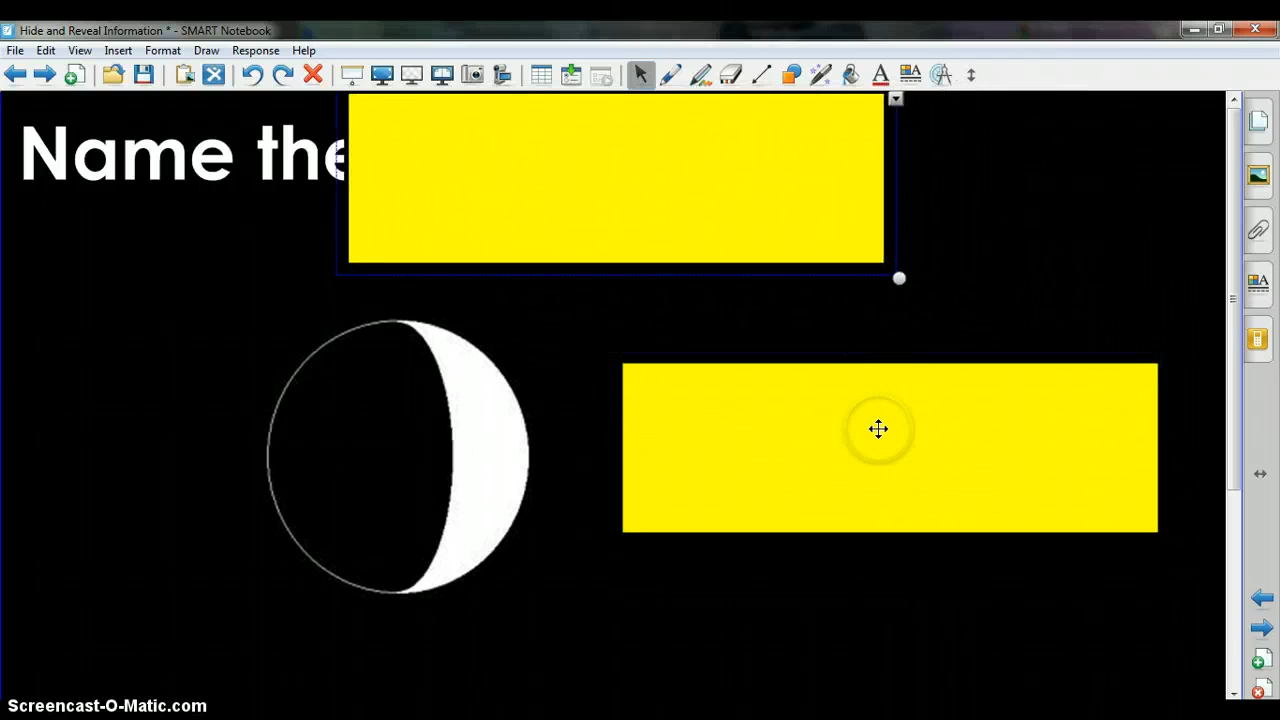 Hide and Reveal Information * - SMART Notebook
File Edit View Insert Format Draw Response Help
Name the
Screencast-O-Matic.com